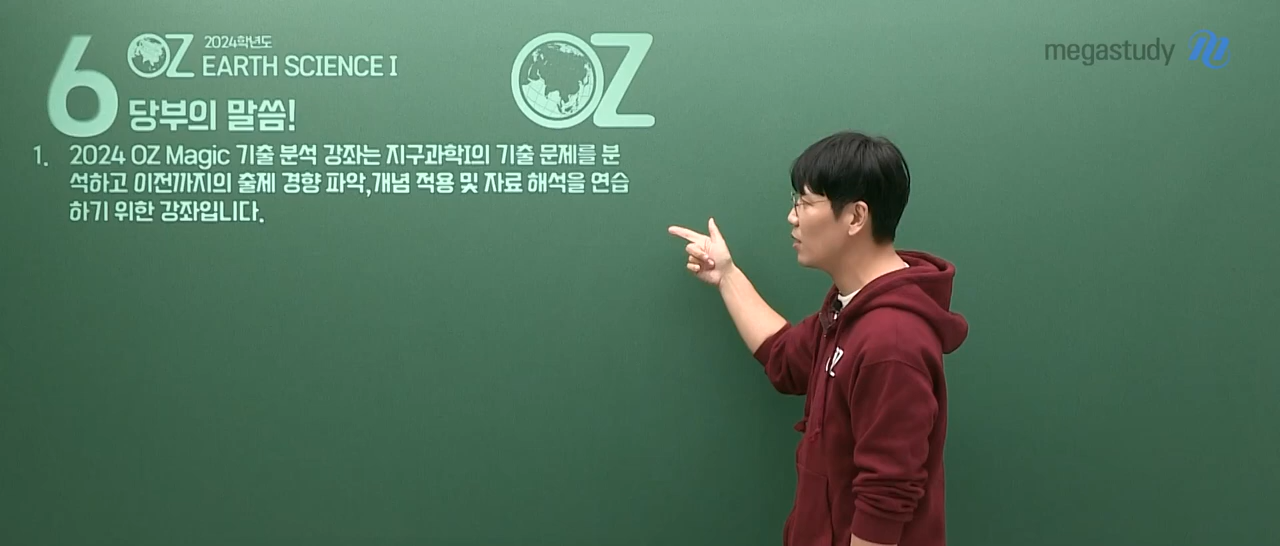 6
OZ
2024학년도
EARTH SCIENCE I
당부의 말씀!
OZ
megastudy
1. 2024 OZ Magic 기출 분석 강좌는 지구과학I의 기출 문제를 분
석하고 이전까지의 출제 경향 파악,개념 적용 및 자료 해석을 연습
하기 위한 강좌입니다.